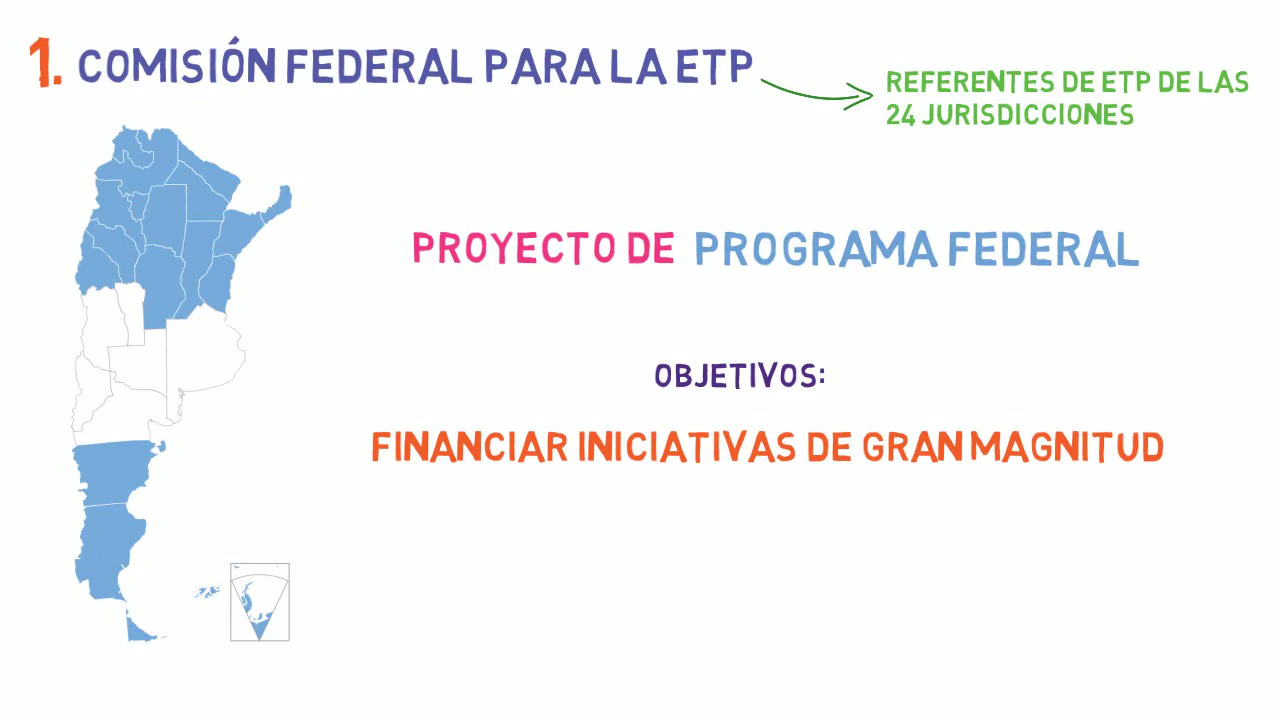 1. COMISIÓN FEDERAL PARA LA ETP
REFERENTES DE ETP DE LAS
24 JURISDICCIONES
PROYECTO DE PROGRAMA FEDERAL
OBJETIVOS:
FINANCIAR INICIATIVAS DE GRAN MAGNITUD